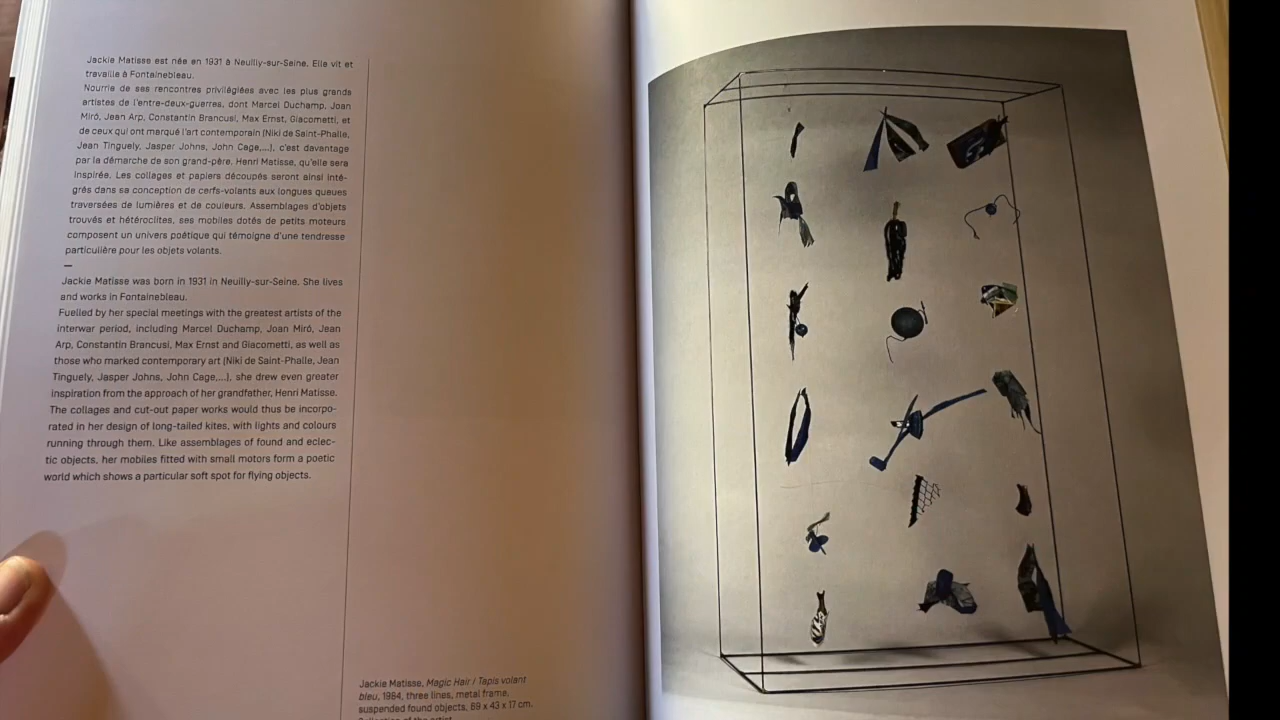 Jackie Matisse est née en 1931 à Neuilly-sur-Seine. Elle vit et
travaille à Fontainebleau.
Nourrie de ses rencontres privilégiées avec les plus grands
artistes de l'entre-deux-guerres, dont Marcel Duchamp, Joan
Miró, Jean Arp, Constantin Brancusi, Max Ernst, Giacometti, et
de ceux qui ont marqué l'art contemporain (Niki de Saint-Phalle,
Jean Tinguely, Jasper Johns, John Cage,...), c'est davantage
par la démarche de son grand-père, Henri Matisse, qu'elle sera
inspirée. Les collages et papiers découpés seront ainsi inté-
grés dans sa conception de cerfs-volants aux longues queues
traversées de lumières et de couleurs. Assemblages d'objets
trouvés et hétéroclites, ses mobiles dotés de petits moteurs
composent un univers poétique qui témoigne d'une tendresse
particulière pour les objets volants.
—
Jackie Matisse was born in 1931 in Neuilly-sur-Seine. She lives
and works in Fontainebleau.
Fuelled by her special meetings with the greatest artists of the
interwar period, including Marcel Duchamp, Joan Miró, Jean
Arp, Constantin Brancusi, Max Ernst and Giacometti, as well as
those who marked contemporary art (Niki de Saint-Phalle, Jean
Tinguely, Jasper Johns, John Cage,...), she drew even greater
inspiration from the approach of her grandfather, Henri Matisse.
The collages and cut-out paper works would thus be incorpo-
rated in her design of long-tailed kites, with lights and colours
running through them. Like assemblages of found and eclec-
tic objects, her mobiles fitted with small motors form a poetic
world which shows a particular soft spot for flying objects.
Jackie Matisse, Magic Hair / Tapis volant
bleu, 1984, three lines, metal frame,
suspended found objects, 69 x 43 x 17 cm.
Collection of the artist